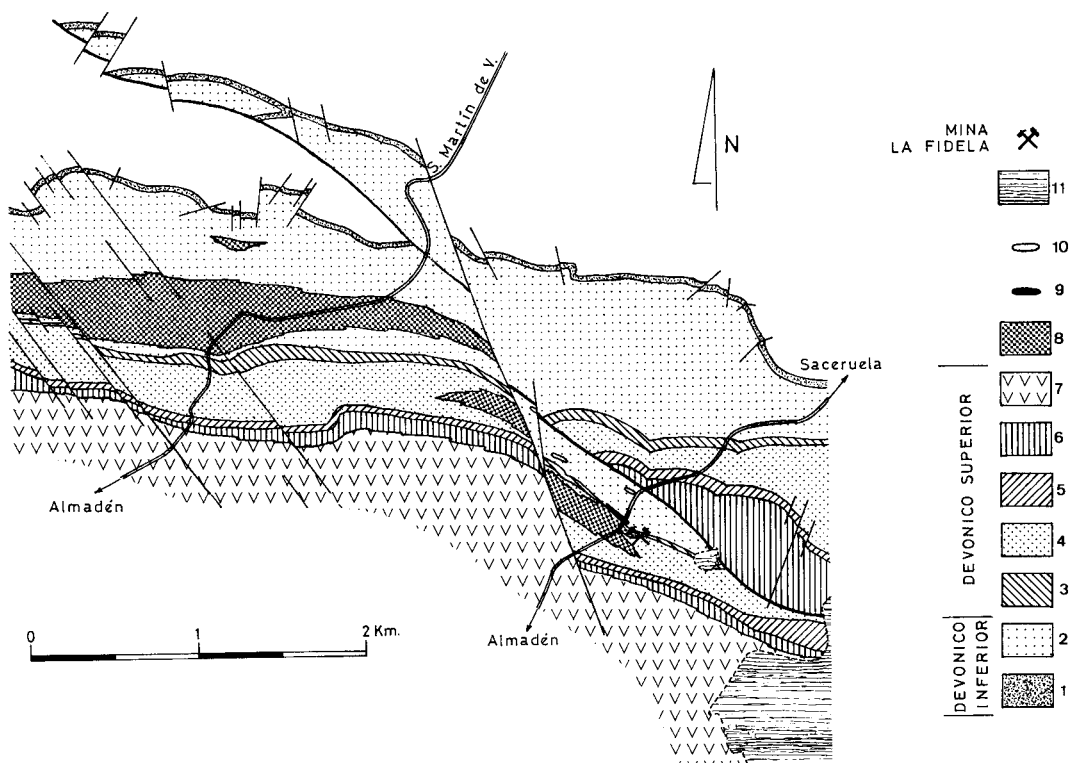 S. Martín de V.
N
Saceruela
Almadén
Almadén
0 1 2 Km.
MINA
LA FIDELA
11
10
9
8
7
6
5
4
3
2
1
DEVONICO SUPERIOR
DEVONICO
INFERIOR